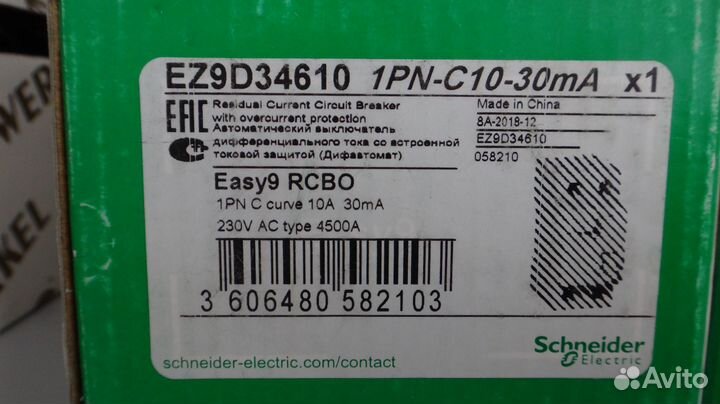 EZ9D34610 1PN-C10-30mA x1
EAC Residual Current Circuit Breaker
with overcurrent protection
Автоматический выключатель
дифференциального тока со встроенной
токовой защитой (Дифавтомат)
Made in China
8A-2018-12
EZ9D34610
058210
Easy9 RCBO
1PN C curve 10A 30mA
230V AC type 4500A
3 606480 582103
schneider-electric.com/contact
Schneider
Electric
Avito